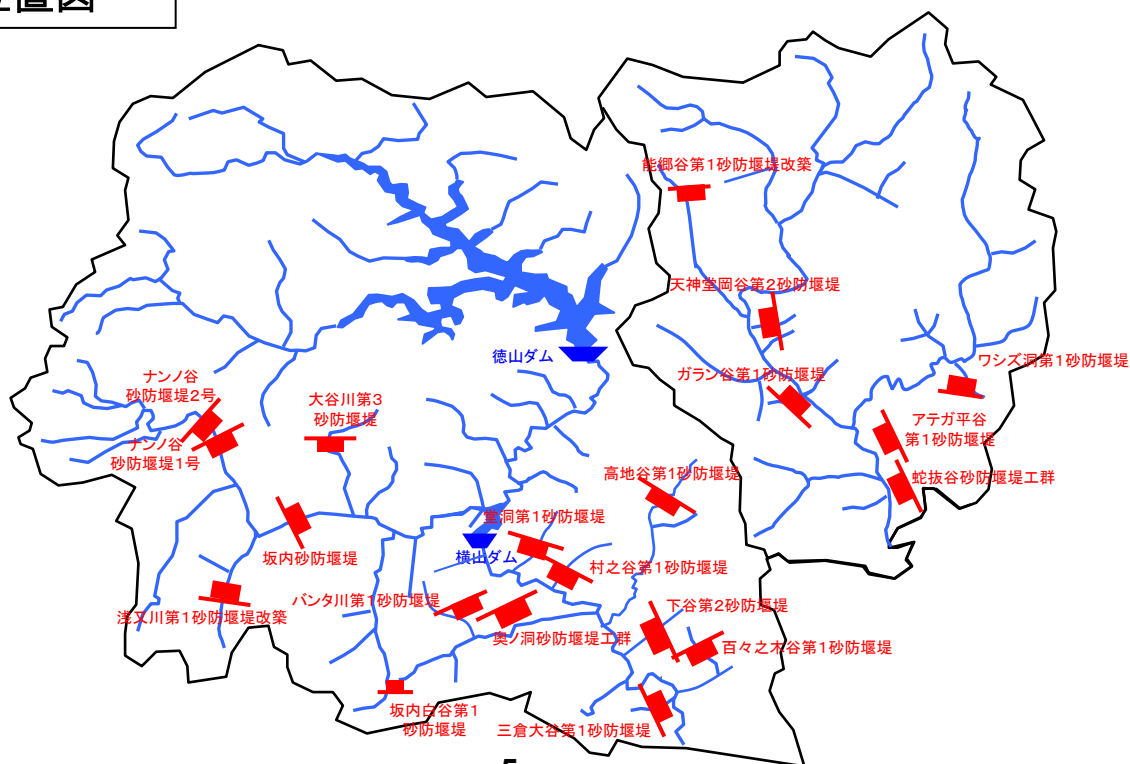 位置図
能郷谷第1砂防堰堤改築
天神堂岡谷第2砂防堰堤
徳山ダム
ガラン谷第1砂防堰堤
ワシズ洞第1砂防堰堤
ナンノ谷
砂防堰堤2号
大谷川第3
砂防堰堤
アテガ平谷
第1砂防堰堤
ナンノ谷
砂防堰堤1号
高地谷第1砂防堰堤
蛇抜谷砂防堰堤工群
堂洞第1砂防堰堤
坂内砂防堰堤
横山ダム
村之谷第1砂防堰堤
バンタ川第1砂防堰堤
下谷第2砂防堰堤
浅又川第1砂防堰堤改築
奥ノ洞砂防堰堤工群
百々之木谷第1砂防堰堤
坂内白谷第1
砂防堰堤
三倉大谷第1砂防堰堤